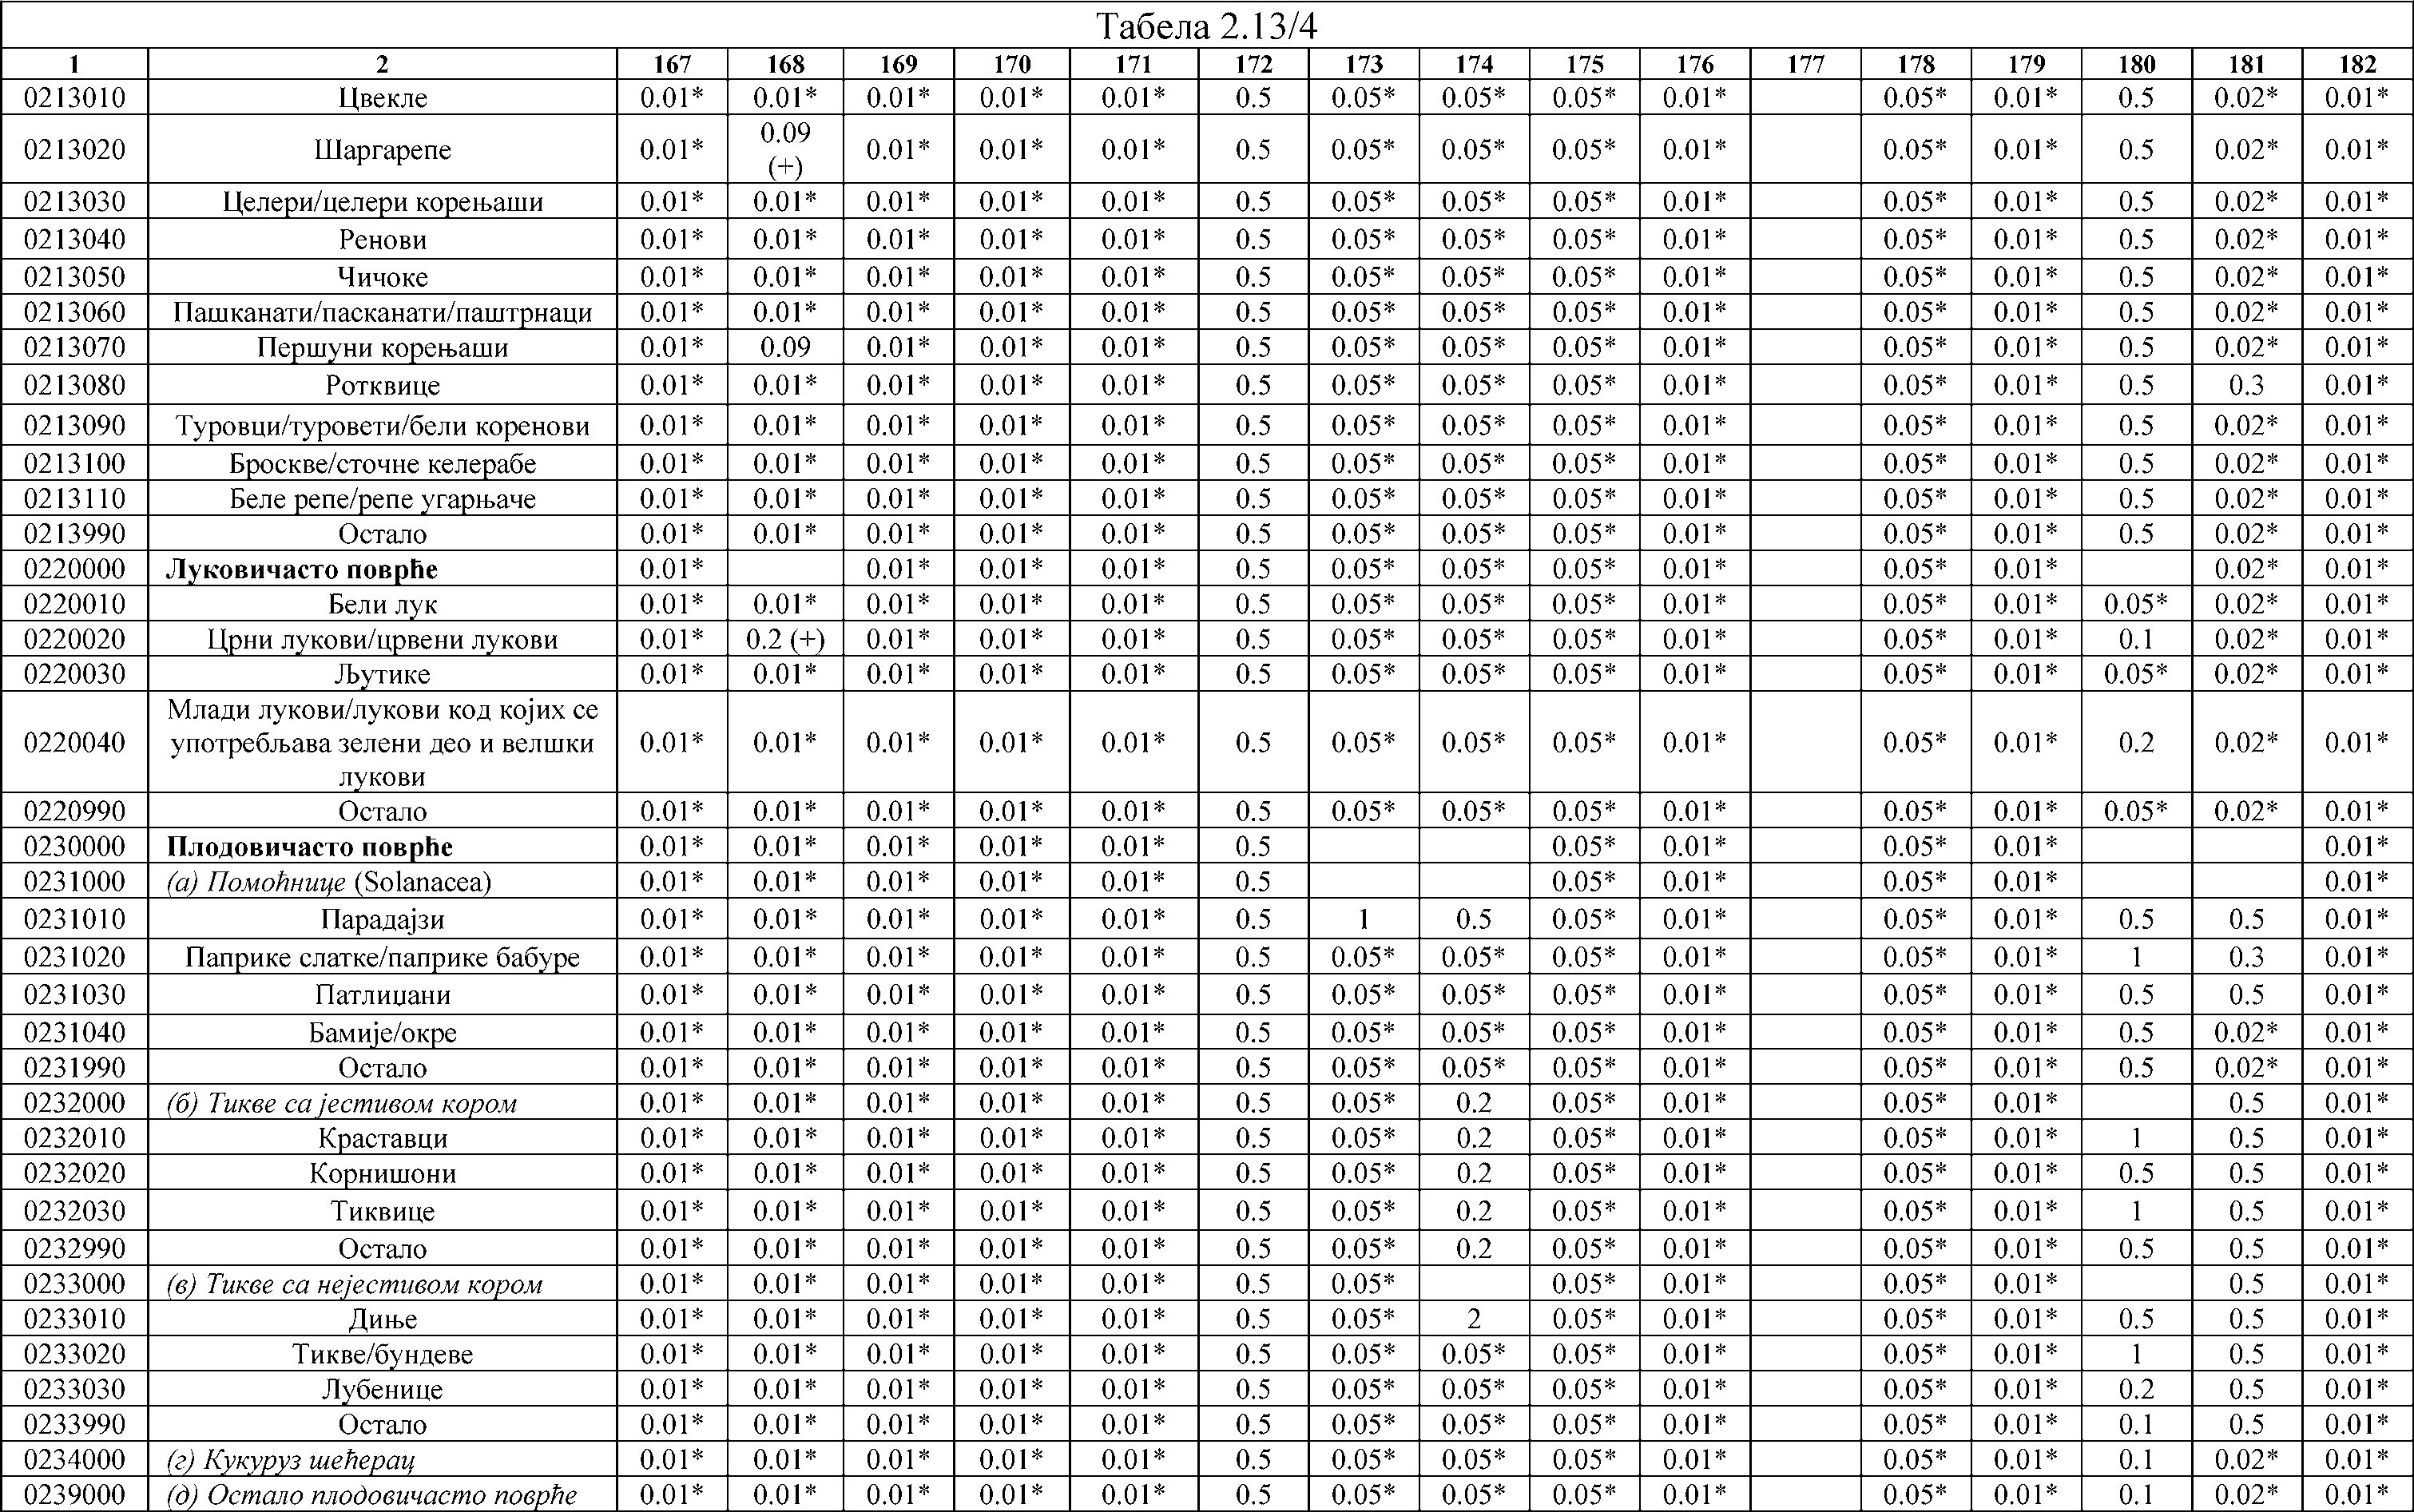 Табела 2.13/4
1 2 167 168 169 170 171 172 173 174 175 176 177 178 179 180 181 182
0213010 Цвекле 0.01* 0.01* 0.01* 0.01* 0.01* 0.5 0.05* 0.05* 0.05* 0.01* 0.05* 0.01* 0.5 0.02* 0.01*
0213020 Шаргарепе 0.01* 0.09 (+) 0.01* 0.01* 0.01* 0.5 0.05* 0.05* 0.05* 0.01* 0.05* 0.01* 0.5 0.02* 0.01*
0213030 Целери/целери корењаши 0.01* 0.01* 0.01* 0.01* 0.01* 0.5 0.05* 0.05* 0.05* 0.01* 0.05* 0.01* 0.5 0.02* 0.01*
0213040 Ренови 0.01* 0.01* 0.01* 0.01* 0.01* 0.5 0.05* 0.05* 0.05* 0.01* 0.05* 0.01* 0.5 0.02* 0.01*
0213050 Чичоке 0.01* 0.01* 0.01* 0.01* 0.01* 0.5 0.05* 0.05* 0.05* 0.01* 0.05* 0.01* 0.5 0.02* 0.01*
0213060 Пашканати/пасканати/паштрнаци 0.01* 0.01* 0.01* 0.01* 0.01* 0.5 0.05* 0.05* 0.05* 0.01* 0.05* 0.01* 0.5 0.02* 0.01*
0213070 Першуни корењаши 0.01* 0.09 0.01* 0.01* 0.01* 0.5 0.05* 0.05* 0.05* 0.01* 0.05* 0.01* 0.5 0.02* 0.01*
0213080 Ротквице 0.01* 0.01* 0.01* 0.01* 0.01* 0.5 0.05* 0.05* 0.05* 0.01* 0.05* 0.01* 0.5 0.3 0.01*
0213090 Туровци/туровети/бели коренови 0.01* 0.01* 0.01* 0.01* 0.01* 0.5 0.05* 0.05* 0.05* 0.01* 0.05* 0.01* 0.5 0.02* 0.01*
0213100 Броскве/сточне келерабе 0.01* 0.01* 0.01* 0.01* 0.01* 0.5 0.05* 0.05* 0.05* 0.01* 0.05* 0.01* 0.5 0.02* 0.01*
0213110 Беле репе/репе угарњаче 0.01* 0.01* 0.01* 0.01* 0.01* 0.5 0.05* 0.05* 0.05* 0.01* 0.05* 0.01* 0.5 0.02* 0.01*
0213990 Остало 0.01* 0.01* 0.01* 0.01* 0.01* 0.5 0.05* 0.05* 0.05* 0.01* 0.05* 0.01* 0.5 0.02* 0.01*
0220000 Луковичасто поврће 0.01* 0.01* 0.01* 0.01* 0.5 0.05* 0.05* 0.05* 0.01* 0.05* 0.01* 0.02* 0.01*
0220010 Бели лук 0.01* 0.01* 0.01* 0.01* 0.01* 0.5 0.05* 0.05* 0.05* 0.01* 0.05* 0.01* 0.05* 0.02* 0.01*
0220020 Црни лукови/црвени лукови 0.01* 0.2 (+) 0.01* 0.01* 0.01* 0.5 0.05* 0.05* 0.05* 0.01* 0.05* 0.01* 0.1 0.02* 0.01*
0220030 Љутике 0.01* 0.01* 0.01* 0.01* 0.01* 0.5 0.05* 0.05* 0.05* 0.01* 0.05* 0.01* 0.05* 0.02* 0.01*
0220040 Млади лукови/лукови код којих се
употребљава зелени део и велшки
лукови 0.01* 0.01* 0.01* 0.01* 0.01* 0.5 0.05* 0.05* 0.05* 0.01* 0.05* 0.01* 0.2 0.02* 0.01*
0220990 Остало 0.01* 0.01* 0.01* 0.01* 0.01* 0.5 0.05* 0.05* 0.05* 0.01* 0.05* 0.01* 0.05* 0.02* 0.01*
0230000 Плодовичасто поврће 0.01* 0.01* 0.01* 0.01* 0.01* 0.5 0.05* 0.01* 0.05* 0.01* 0.01*
0231000 (а) Помоћнице (Solanacea) 0.01* 0.01* 0.01* 0.01* 0.01* 0.5 0.05* 0.01* 0.05* 0.01* 0.01*
0231010 Парадајзи 0.01* 0.01* 0.01* 0.01* 0.01* 0.5 1 0.5 0.05* 0.01* 0.05* 0.01* 0.5 0.5 0.01*
0231020 Паприке слатке/паприке бабуре 0.01* 0.01* 0.01* 0.01* 0.01* 0.5 0.05* 0.05* 0.05* 0.01* 0.05* 0.01* 1 0.3 0.01*
0231030 Патлиџани 0.01* 0.01* 0.01* 0.01* 0.01* 0.5 0.05* 0.05* 0.05* 0.01* 0.05* 0.01* 0.5 0.5 0.01*
0231040 Бамије/окре 0.01* 0.01* 0.01* 0.01* 0.01* 0.5 0.05* 0.05* 0.05* 0.01* 0.05* 0.01* 0.5 0.02* 0.01*
0231990 Остало 0.01* 0.01* 0.01* 0.01* 0.01* 0.5 0.05* 0.05* 0.05* 0.01* 0.05* 0.01* 0.5 0.02* 0.01*
0232000 (б) Тикве са јестивом кором 0.01* 0.01* 0.01* 0.01* 0.01* 0.5 0.05* 0.2 0.05* 0.01* 0.05* 0.01* 0.5 0.01*
0232010 Краставци 0.01* 0.01* 0.01* 0.01* 0.01* 0.5 0.05* 0.2 0.05* 0.01* 0.05* 0.01* 1 0.5 0.01*
0232020 Корнишони 0.01* 0.01* 0.01* 0.01* 0.01* 0.5 0.05* 0.2 0.05* 0.01* 0.05* 0.01* 0.5 0.5 0.01*
0232030 Тиквице 0.01* 0.01* 0.01* 0.01* 0.01* 0.5 0.05* 0.2 0.05* 0.01* 0.05* 0.01* 1 0.5 0.01*
0232990 Остало 0.01* 0.01* 0.01* 0.01* 0.01* 0.5 0.05* 0.2 0.05* 0.01* 0.05* 0.01* 0.5 0.5 0.01*
0233000 (в) Тикве са нејестивом кором 0.01* 0.01* 0.01* 0.01* 0.01* 0.5 0.05* 0.05* 0.01* 0.05* 0.01* 0.5 0.01*
0233010 Диње 0.01* 0.01* 0.01* 0.01* 0.01* 0.5 0.05* 2 0.05* 0.01* 0.05* 0.01* 0.5 0.5 0.01*
0233020 Тикве/бундеве 0.01* 0.01* 0.01* 0.01* 0.01* 0.5 0.05* 0.05* 0.05* 0.01* 0.05* 0.01* 1 0.5 0.01*
0233030 Лубенице 0.01* 0.01* 0.01* 0.01* 0.01* 0.5 0.05* 0.05* 0.05* 0.01* 0.05* 0.01* 0.2 0.5 0.01*
0233990 Остало 0.01* 0.01* 0.01* 0.01* 0.01* 0.5 0.05* 0.05* 0.05* 0.01* 0.05* 0.01* 0.1 0.5 0.01*
0234000 (г) Кукуруз шећерац 0.01* 0.01* 0.01* 0.01* 0.01* 0.5 0.05* 0.05* 0.05* 0.01* 0.05* 0.01* 0.1 0.02* 0.01*
0239000 (д) Остало плодовичасто поврће 0.01* 0.01* 0.01* 0.01* 0.01* 0.5 0.05* 0.05* 0.05* 0.01* 0.05* 0.01* 0.1 0.02* 0.01*